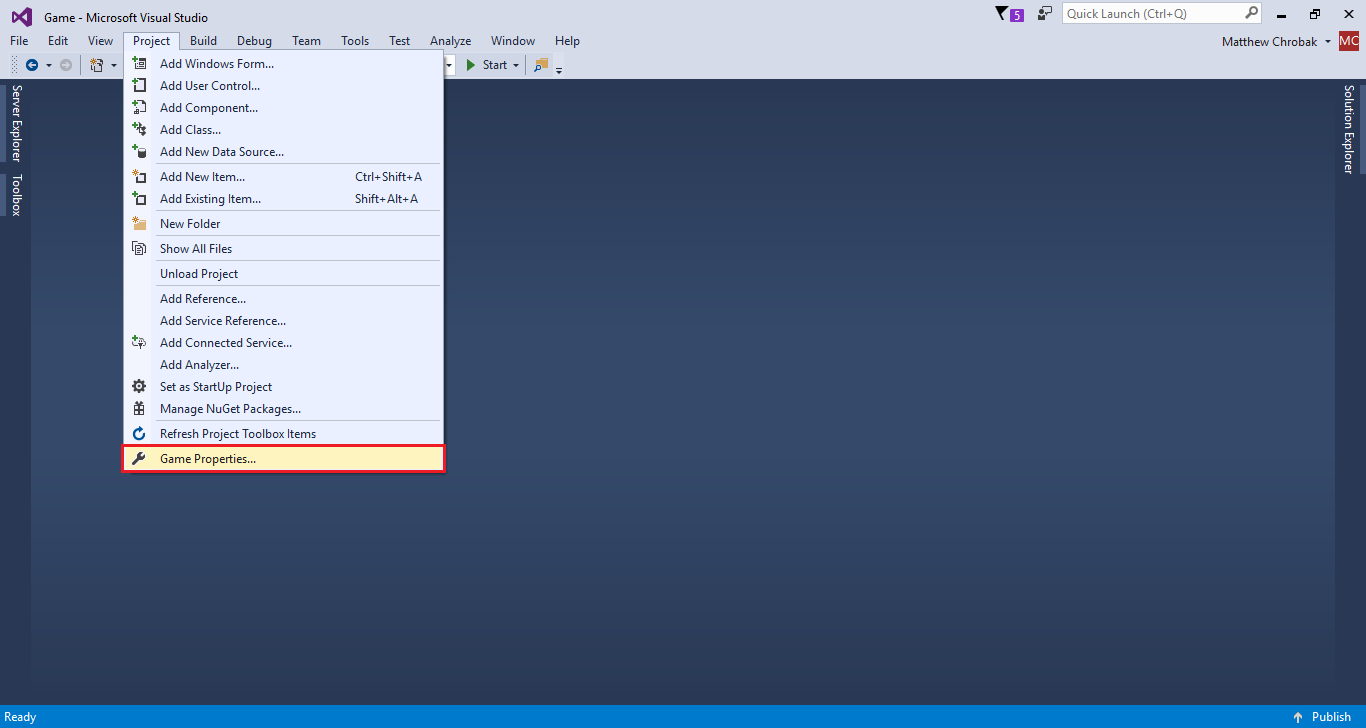 Game - Microsoft Visual Studio
5
Quick Launch (Ctrl+Q)
File Edit View Project Build Debug Team Tools Test Analyze Window Help
Matthew Chrobak MC
Start
Add Windows Form...
Add User Control...
Add Component...
Add Class...
Add New Data Source...
Add New Item... Ctrl+Shift+A
Add Existing Item... Shift+Alt+A
New Folder
Show All Files
Unload Project
Add Reference...
Add Service Reference...
Add Connected Service...
Add Analyzer...
Set as StartUp Project
Manage NuGet Packages...
Refresh Project Toolbox Items
Game Properties...
Server Explorer
Toolbox
Solution Explorer
Ready
Publish